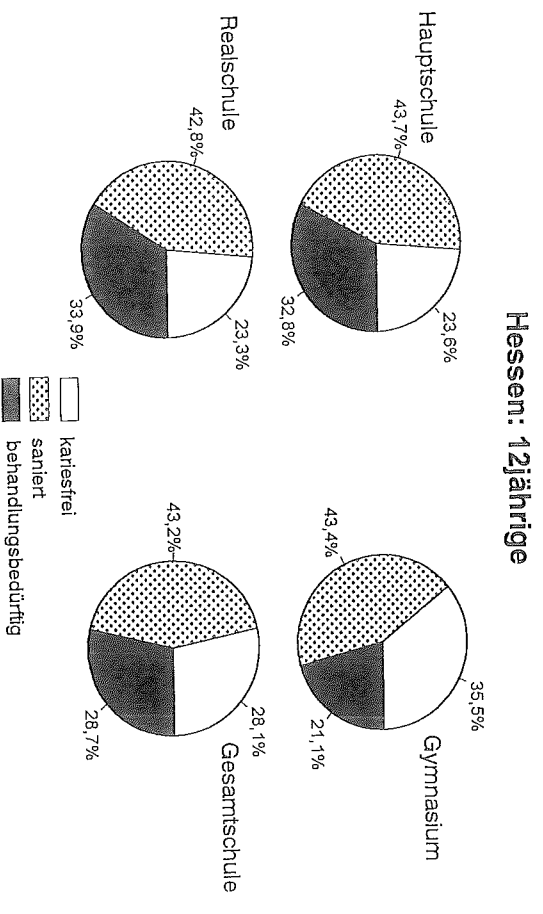 Hessen: 12jährige
Hauptschule
43,7%
23,6%
32,8%
Gymnasium
43,4%
35,5%
21,1%
Realschule
42,8%
23,3%
33,9%
Gesamtschule
43,2%
28,1%
28,7%
kariesfrei
saniert
behandlungsbedürftig